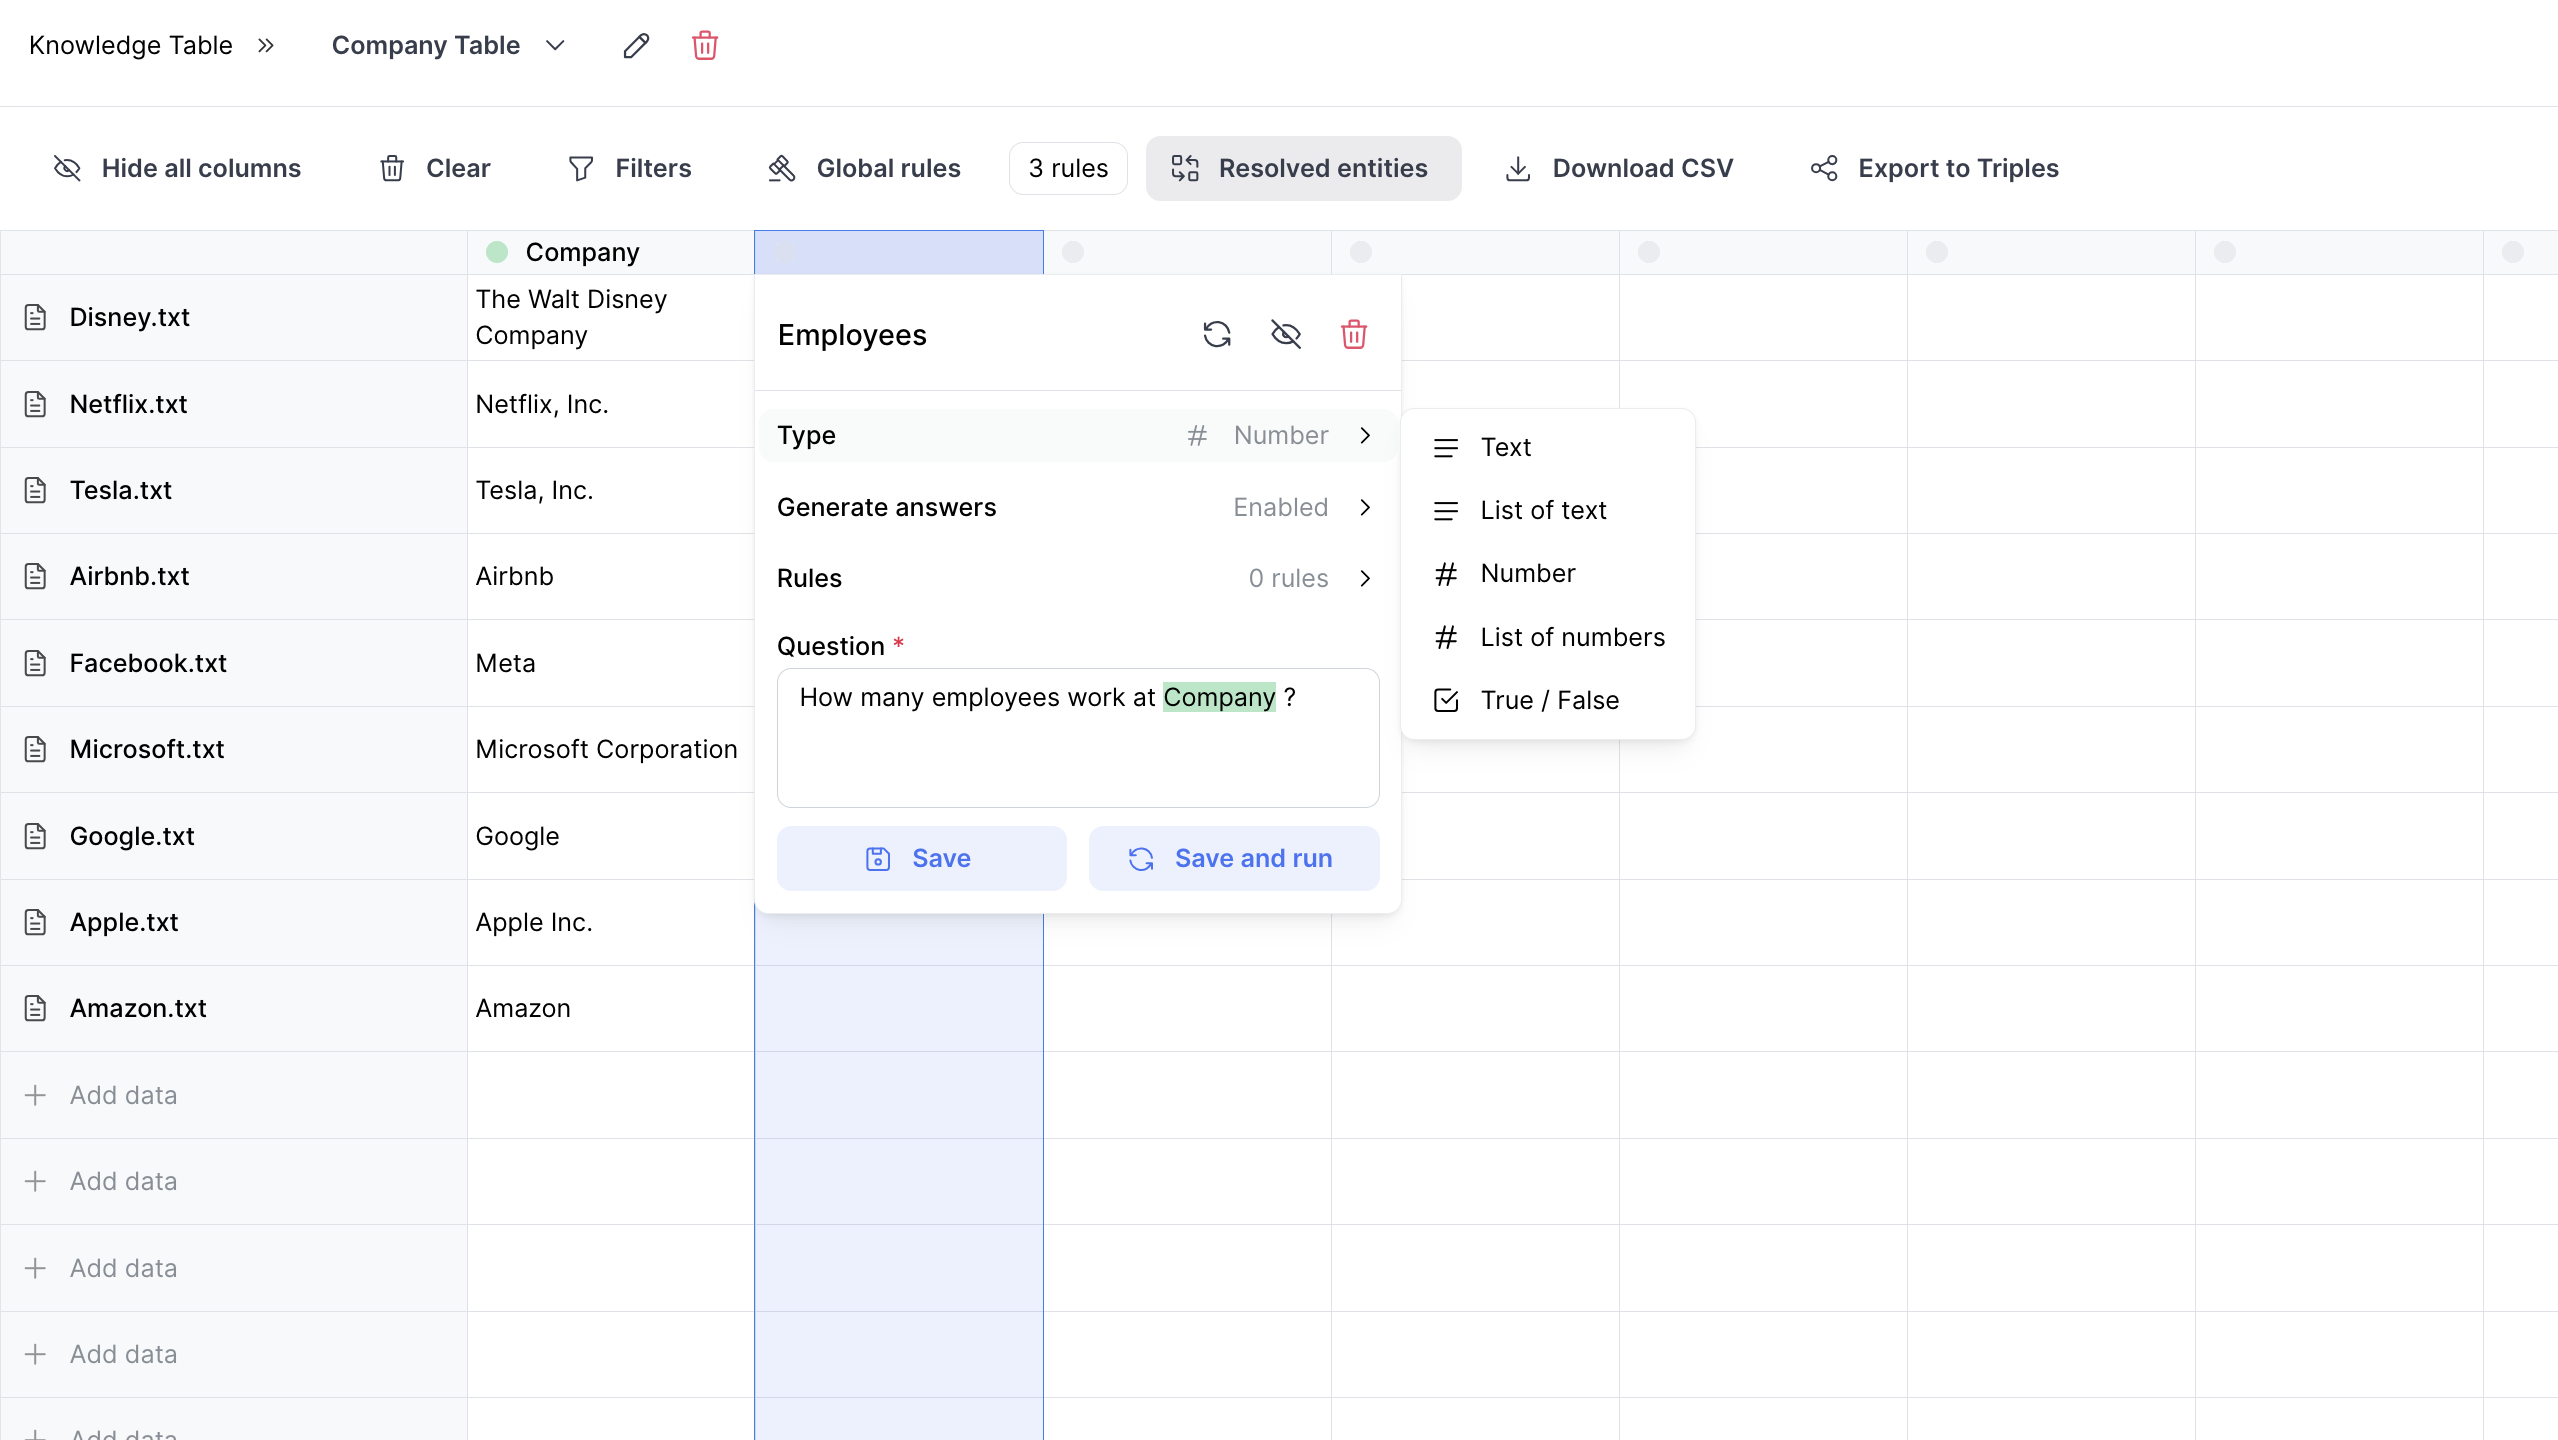 Knowledge Table
Company Table
Hide all columns
Clear
Filters
Global rules
3 rules
Resolved entities
Download CSV
Export to Triples
Company
Disney.txt
The Walt Disney
Company
Netflix.txt
Netflix, Inc.
Tesla.txt
Tesla, Inc.
Airbnb.txt
Airbnb
Facebook.txt
Meta
Microsoft.txt
Microsoft Corporation
Google.txt
Google
Apple.txt
Apple Inc.
Amazon.txt
Amazon
Add data
Add data
Add data
Add data
Add data
Employees
Type
# Number
Generate answers
Enabled
Rules
0 rules
Question *
How many employees work at Company ?
Save
Save and run
Text
List of text
# Number
# List of numbers
True / False